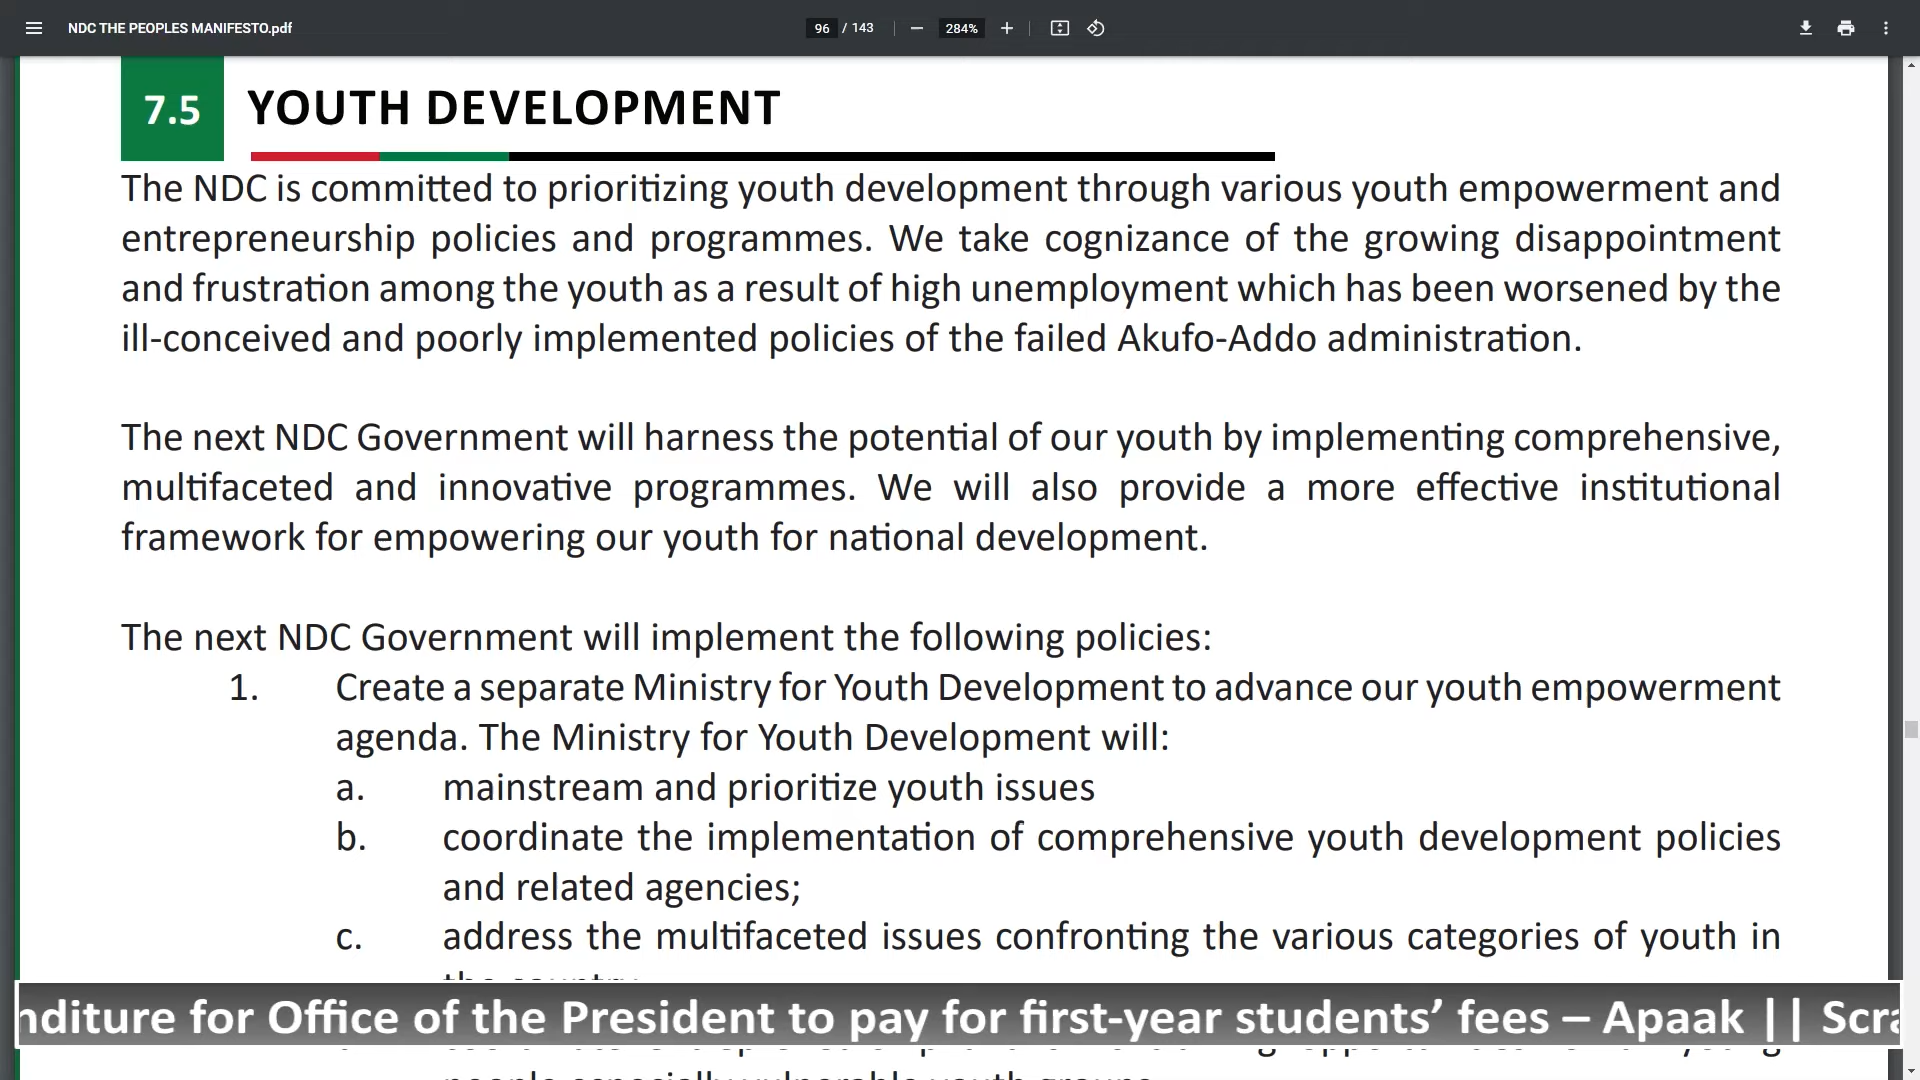 NDC THE PEOPLES MANIFESTO.pdf
96 / 143
284%
7.5 YOUTH DEVELOPMENT
The NDC is committed to prioritizing youth development through various youth empowerment and
entrepreneurship policies and programmes. We take cognizance of the growing disappointment
and frustration among the youth as a result of high unemployment which has been worsened by the
ill-conceived and poorly implemented policies of the failed Akufo-Addo administration.
The next NDC Government will harness the potential of our youth by implementing comprehensive,
multifaceted and innovative programmes. We will also provide a more effective institutional
framework for empowering our youth for national development.
The next NDC Government will implement the following policies:
1. Create a separate Ministry for Youth Development to advance our youth empowerment
agenda. The Ministry for Youth Development will:
a. mainstream and prioritize youth issues
b. coordinate the implementation of comprehensive youth development policies
and related agencies;
c. address the multifaceted issues confronting the various categories of youth in
nditure for Office of the President to pay for first-year students’ fees – Apaak || Scra